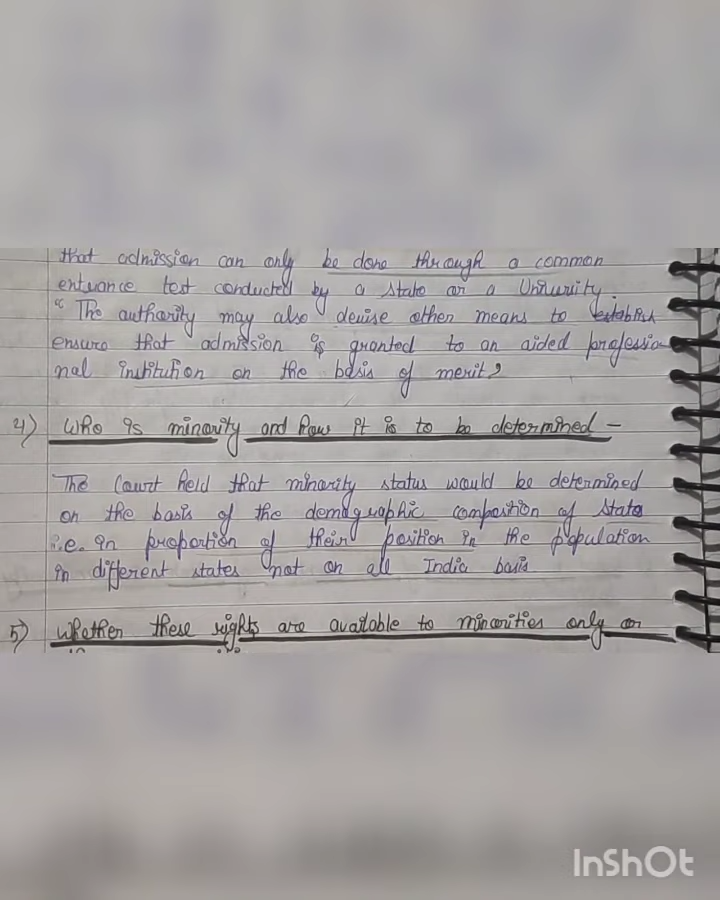 that admission can only be done through a common
entrance test conducted by a state or a University
" The authority may also devise other means to establish
ensure that admission is granted to an aided professio
nal institution on the basis of merit"
4) Who is minority and how it is to be determined -
The Court held that minority status would be determined
on the basis of the demographic composition of state
i.e. in proportion of their position in the population
in different states not on all India basis
5) Whether these rights are available to minorities only or
InShOt